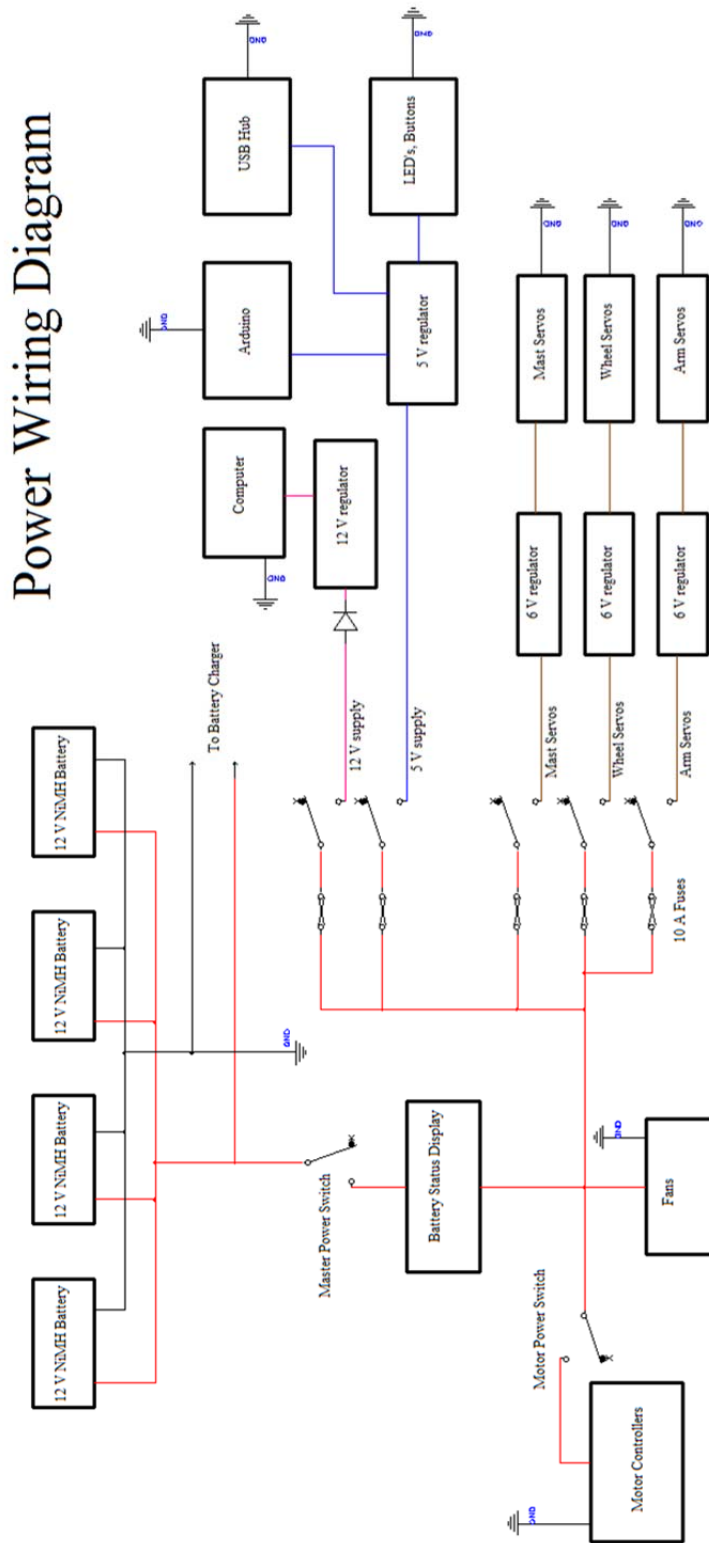 Power Wiring Diagram
12 V NiMH Battery
12 V NiMH Battery
12 V NiMH Battery
12 V NiMH Battery
GND
To Battery Charger
Computer
Arduino
USB Hub
GND
GND
GND
Master Power Switch
12 V supply
12 V regulator
LED's, Buttons
GND
Battery Status Display
5 V supply
5 V regulator
Motor Power Switch
GND
Mast Servos
6 V regulator
Mast Servos
GND
Wheel Servos
6 V regulator
Wheel Servos
GND
GND
Motor Controllers
Fans
10 A Fuses
Arm Servos
6 V regulator
Arm Servos
GND